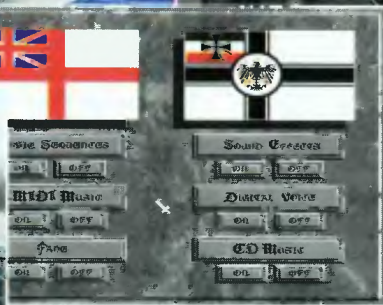 Sequences Sound Effects
ON OFF ON OFF
MIDI Music Digital Voice
ON OFF ON OFF
CD Music
ON OFF ON OFF